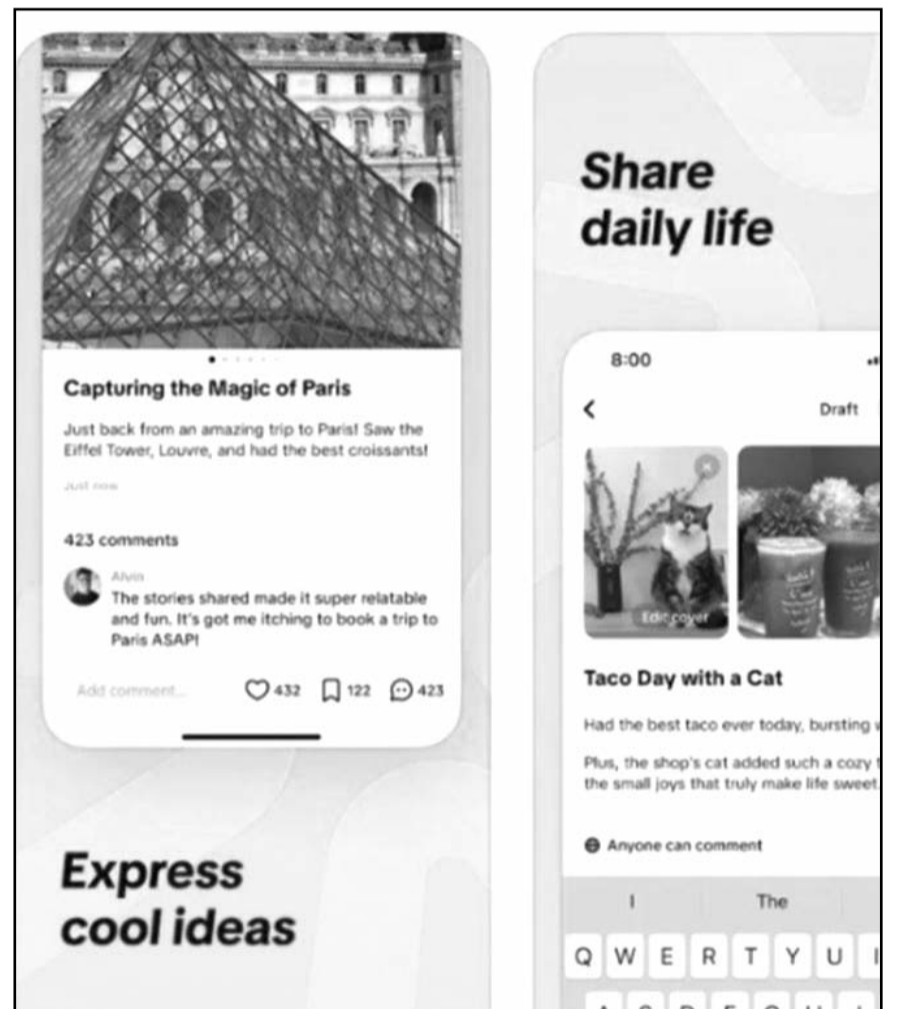 Capturing the Magic of Paris
Just back from an amazing trip to Paris! Saw the
Eiffel Tower, Louvre, and had the best croissants!
Just now
423 comments
Alvin
The stories shared made it super relatable
and fun. It's got me itching to book a trip to
Paris ASAP!
Add comment...
432
122
423
Express
cool ideas
Share
daily life
8:00
Draft
Edit cover
Taco Day with a Cat
Had the best taco ever today, bursting
Plus, the shop's cat added such a cozy
the small joys that truly make life sweet.
Anyone can comment
I
The
Q W E R T Y U I